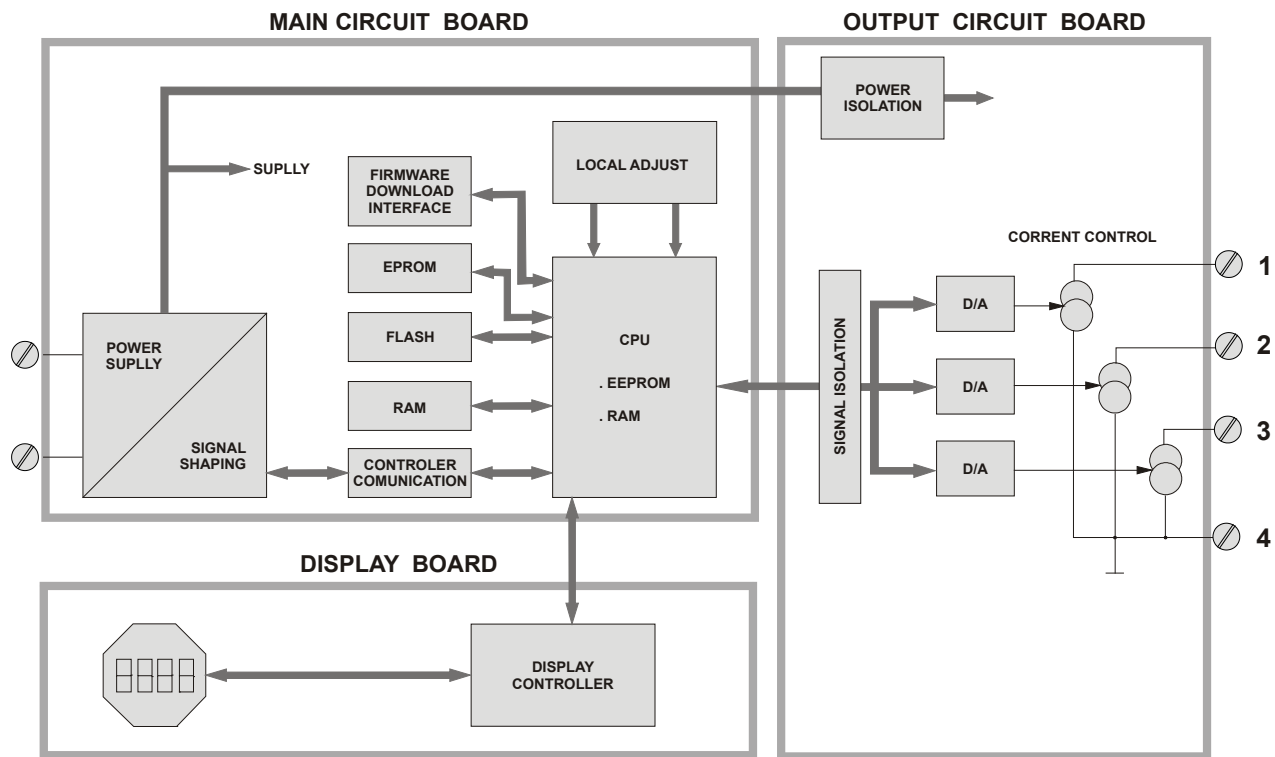 MAIN CIRCUIT BOARD
OUTPUT CIRCUIT BOARD
POWER
ISOLATION
SUPLLY
FIRMWARE
DOWNLOAD
INTERFACE
LOCAL ADJUST
EPROM
FLASH
RAM
CONTROLER
COMUNICATION
CPU
. EEPROM
. RAM
POWER
SUPLLY
SIGNAL
SHAPING
SIGNAL ISOLATION
CORRENT CONTROL
D/A
D/A
D/A
1
2
3
4
DISPLAY BOARD
DISPLAY
CONTROLLER